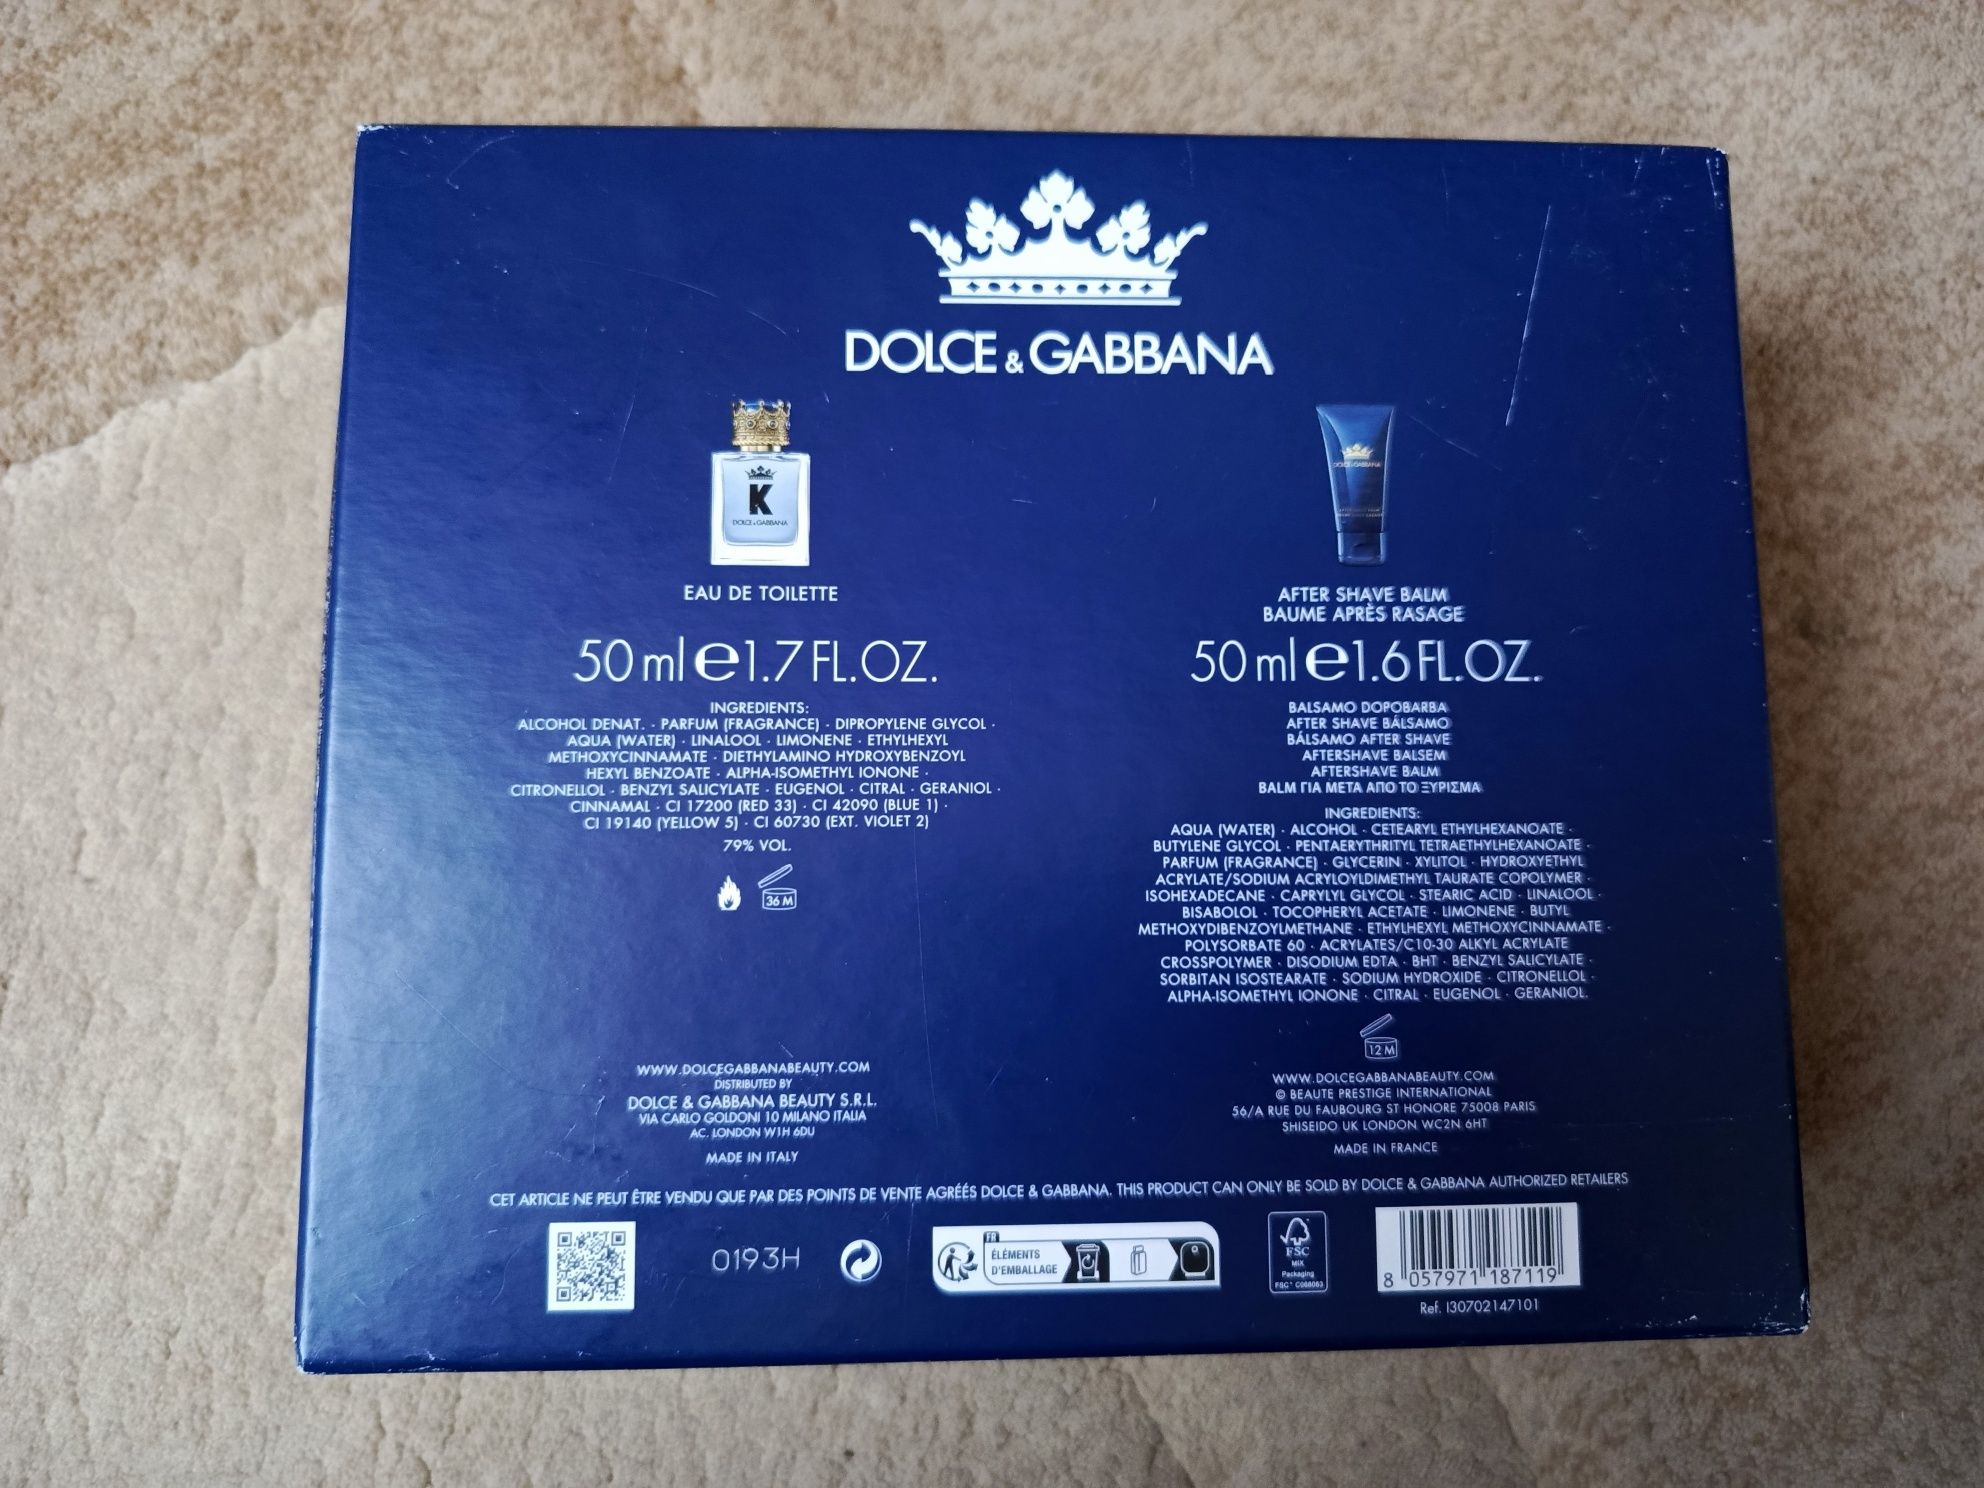 DOLCE & GABBANA
K
DOLCE & GABBANA
EAU DE TOILETTE
50 ml e 1.7 FL.OZ.
INGREDIENTS:
ALCOHOL DENAT. · PARFUM (FRAGRANCE) · DIPROPYLENE GLYCOL ·
AQUA (WATER) · LINALOOL · LIMONENE · ETHYLHEXYL
METHOXYCINNAMATE · DIETHYLAMINO HYDROXYBENZOYL
HEXYL BENZOATE · ALPHA-ISOMETHYL IONONE ·
CITRONELLOL · BENZYL SALICYLATE · EUGENOL · CITRAL · GERANIOL ·
CINNAMAL · CI 17200 (RED 33) · CI 42090 (BLUE 1) ·
CI 19140 (YELLOW 5) · CI 60730 (EXT. VIOLET 2)
79% VOL.
36 M
WWW.DOLCEGABBANABEAUTY.COM
DISTRIBUTED BY
DOLCE & GABBANA BEAUTY S.R.L.
VIA CARLO GOLDONI 10 MILANO ITALIA
AC. LONDON W1H 6DU
MADE IN ITALY
DOLCE & GABBANA
AFTER SHAVE BALM
BAUME APRÈS RASAGE
50 ml e 1.6 FL.OZ.
BALSAMO DOPOBARBA
AFTER SHAVE BÁLSAMO
BÁLSAMO AFTER SHAVE
AFTERSHAVE BALSEM
AFTERSHAVE BALM
BALM ΓΙΑ ΜΕΤΑ ΑΠΟ ΤΟ ΞΥΡΙΣΜΑ
INGREDIENTS:
AQUA (WATER) · ALCOHOL · CETEARYL ETHYLHEXANOATE ·
BUTYLENE GLYCOL · PENTAERYTHRITYL TETRAETHYLHEXANOATE ·
PARFUM (FRAGRANCE) · GLYCERIN · XYLITOL · HYDROXYETHYL
ACRYLATE/SODIUM ACRYLOYLDIMETHYL TAURATE COPOLYMER ·
ISOHEXADECANE · CAPRYLYL GLYCOL · STEARIC ACID · LINALOOL ·
BISABOLOL · TOCOPHERYL ACETATE · LIMONENE · BUTYL
METHOXYDIBENZOYLMETHANE · ETHYLHEXYL METHOXYCINNAMATE ·
POLYSORBATE 60 · ACRYLATES/C10-30 ALKYL ACRYLATE
CROSSPOLYMER · DISODIUM EDTA · BHT · BENZYL SALICYLATE ·
SORBITAN ISOSTEARATE · SODIUM HYDROXIDE · CITRONELLOL ·
ALPHA-ISOMETHYL IONONE · CITRAL · EUGENOL · GERANIOL.
12 M
WWW.DOLCEGABBANABEAUTY.COM
© BEAUTE PRESTIGE INTERNATIONAL
56/A RUE DU FAUBOURG ST HONORE 75008 PARIS
SHISEIDO UK LONDON WC2N 6HT
MADE IN FRANCE
CET ARTICLE NE PEUT ÊTRE VENDU QUE PAR DES POINTS DE VENTE AGRÉÉS DOLCE & GABBANA. THIS PRODUCT CAN ONLY BE SOLD BY DOLCE & GABBANA AUTHORIZED RETAILERS
0193H
FR
ÉLÉMENTS
D'EMBALLAGE
FSC
MIX
Packaging
FSC® C068063
8 057971 187119
Ref. I30702147101